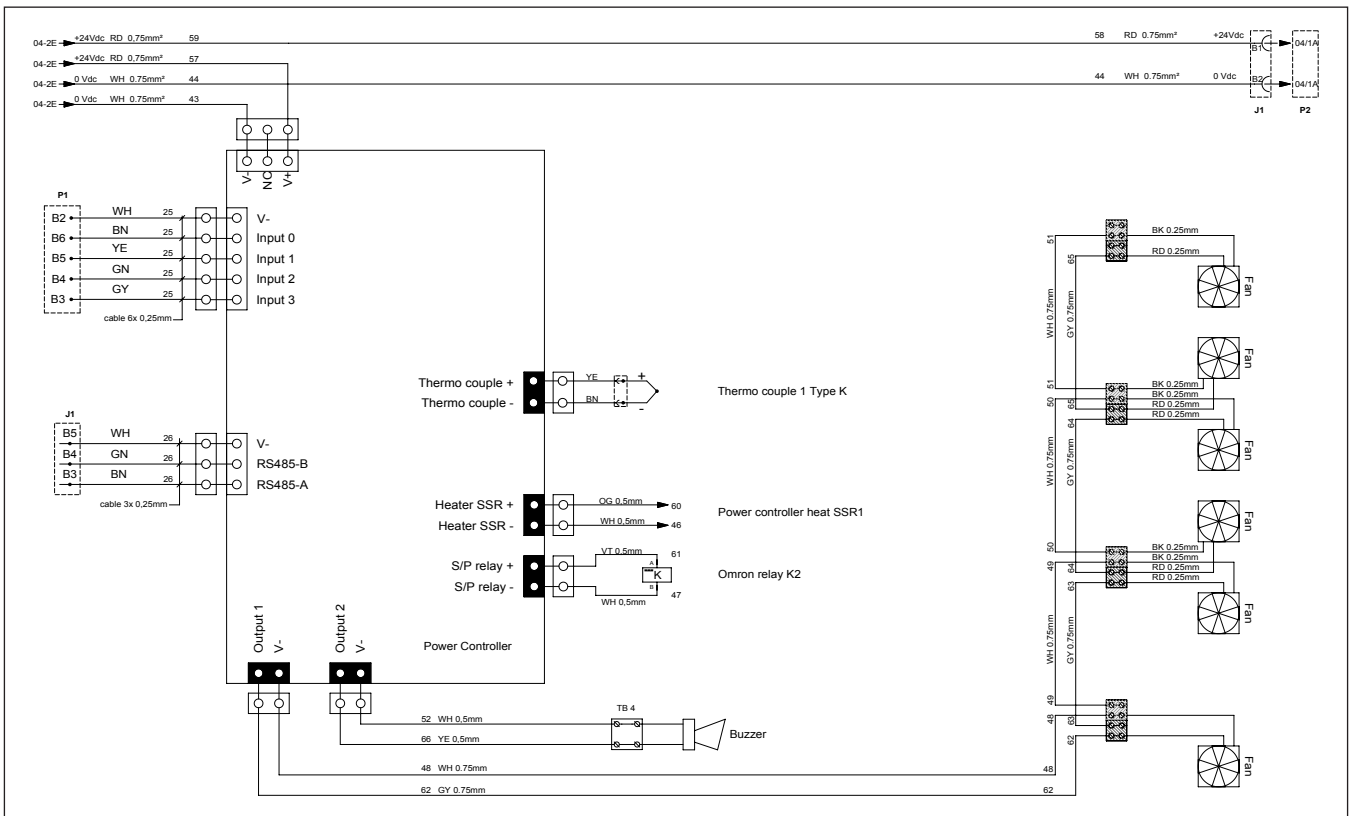 04-2E +24Vdc RD 0,75mm² 59
58 RD 0.75mm² +24Vdc B1 04/1A
04-2E +24Vdc RD 0,75mm² 57
04-2E 0 Vdc WH 0.75mm² 44
44 WH 0.75mm² 0 Vdc B2 04/1A
04-2E 0 Vdc WH 0.75mm² 43
J1 P2
V- NC V+
P1
B2 WH 25 V-
B6 BN 25 Input 0
B5 YE 25 Input 1
B4 GN 25 Input 2
B3 GY 25 Input 3
cable 6x 0,25mm
Thermo couple + YE +
Thermo couple - BN -
Thermo couple 1 Type K
J1
B5 WH 26 V-
B4 GN 26 RS485-B
B3 BN 26 RS485-A
cable 3x 0,25mm
Heater SSR + OG 0,5mm 60
Heater SSR - WH 0,5mm 46
Power controller heat SSR1
S/P relay + VT 0,5mm 61
A
K
B
S/P relay - WH 0,5mm 47
Omron relay K2
Output 1 V-
Output 2 V-
Power Controller
52 WH 0,5mm
66 YE 0,5mm
TB 4
Buzzer
48 WH 0.75mm 48
62 GY 0.75mm 62
51 BK 0.25mm
65 RD 0.25mm
Fan
WH 0.75mm
GY 0.75mm
Fan
51 BK 0.25mm
50 BK 0.25mm
65 RD 0.25mm
64 RD 0.25mm
Fan
WH 0.75mm
GY 0.75mm
Fan
50 BK 0.25mm
49 BK 0.25mm
64 RD 0.25mm
63 RD 0.25mm
Fan
WH 0.75mm
GY 0.75mm
49
48
63
62
Fan